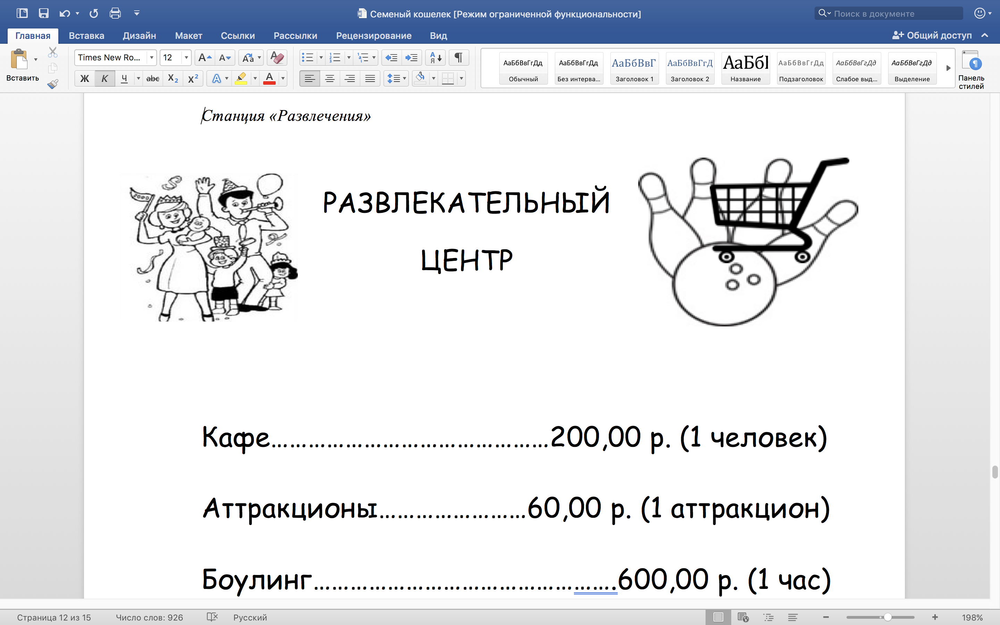 Семеный кошелек [Режим ограниченной функциональности]
Поиск в документе
Главная Вставка Дизайн Макет Ссылки Рассылки Рецензирование Вид Общий доступ
Вставить
Times New Ro... 12
Ж К Ч abc X2 X2 A A
АаБбВвГгДд АаБбВвГгДд АаБбВвГ АаБбВвГгД АаБбІ АаБбВвГгДд АаБбВвГгДд АаБбВвГгДд
Обычный Без интерва... Заголовок 1 Заголовок 2 Название Подзаголовок Слабое выд... Выделение
Панель
стилей
Станция «Развлечения»
РАЗВЛЕКАТЕЛЬНЫЙ
ЦЕНТР
Кафе………………………………………200,00 р. (1 человек)
Аттракционы……………………60,00 р. (1 аттракцион)
Боулинг………………………………………….600,00 р. (1 час)
Страница 12 из 15 Число слов: 926 Русский 198%